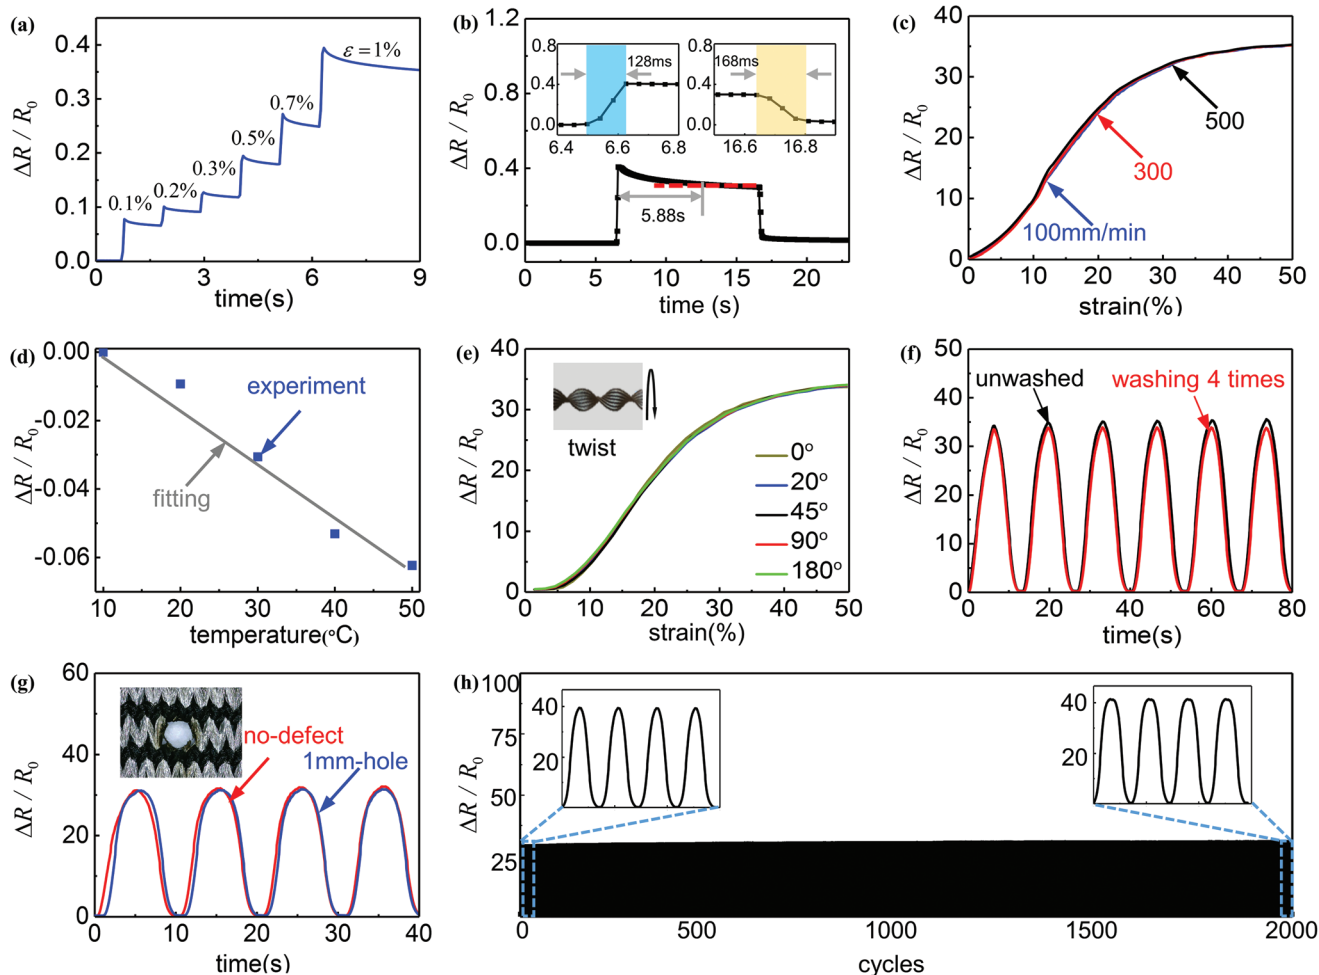 (a)
0.4
0.3
0.2
0.1
0.0
ΔR / R₀
0.1%
0.2%
0.3%
0.5%
0.7%
ε = 1%
0 3 6 9
time(s)
(b)
1.2
0.8
0.4
0.0
ΔR / R₀
0.8
0.4
0.0
128ms
6.4 6.6 6.8
0.8
0.4
0.0
168ms
16.6 16.8
5.88s
0 5 10 15 20
time (s)
(c)
40
30
20
10
0
ΔR / R₀
500
300
100mm/min
0 10 20 30 40 50
strain(%)
(d)
0.00
-0.02
-0.04
-0.06
ΔR / R₀
experiment
fitting
10 20 30 40 50
temperature(°C)
(e)
40
30
20
10
0
ΔR / R₀
twist
0°
20°
45°
90°
180°
0 10 20 30 40 50
strain(%)
(f)
50
40
30
20
10
0
ΔR / R₀
unwashed
washing 4 times
0 20 40 60 80
time(s)
(g)
60
40
20
0
ΔR / R₀
no-defect
1mm-hole
0 10 20 30 40
time(s)
(h)
100
75
50
25
ΔR / R₀
40
20
40
20
0 500 1000 1500 2000
cycles